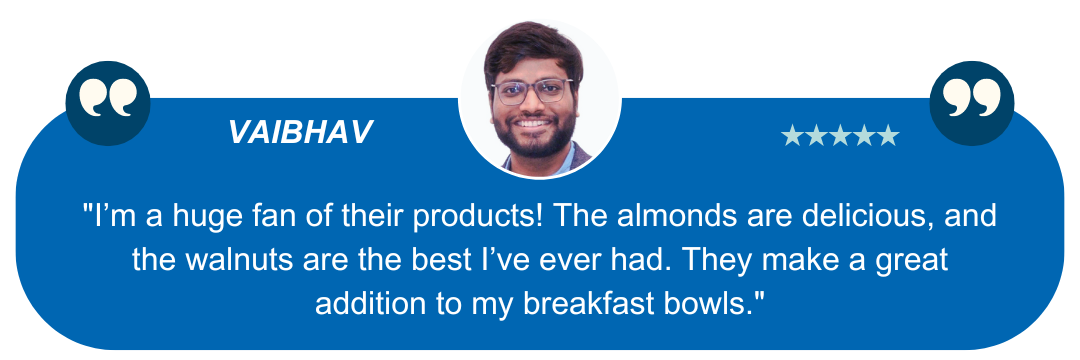 VAIBHAV
"I’m a huge fan of their products! The almonds are delicious, and
the walnuts are the best I’ve ever had. They make a great
addition to my breakfast bowls."